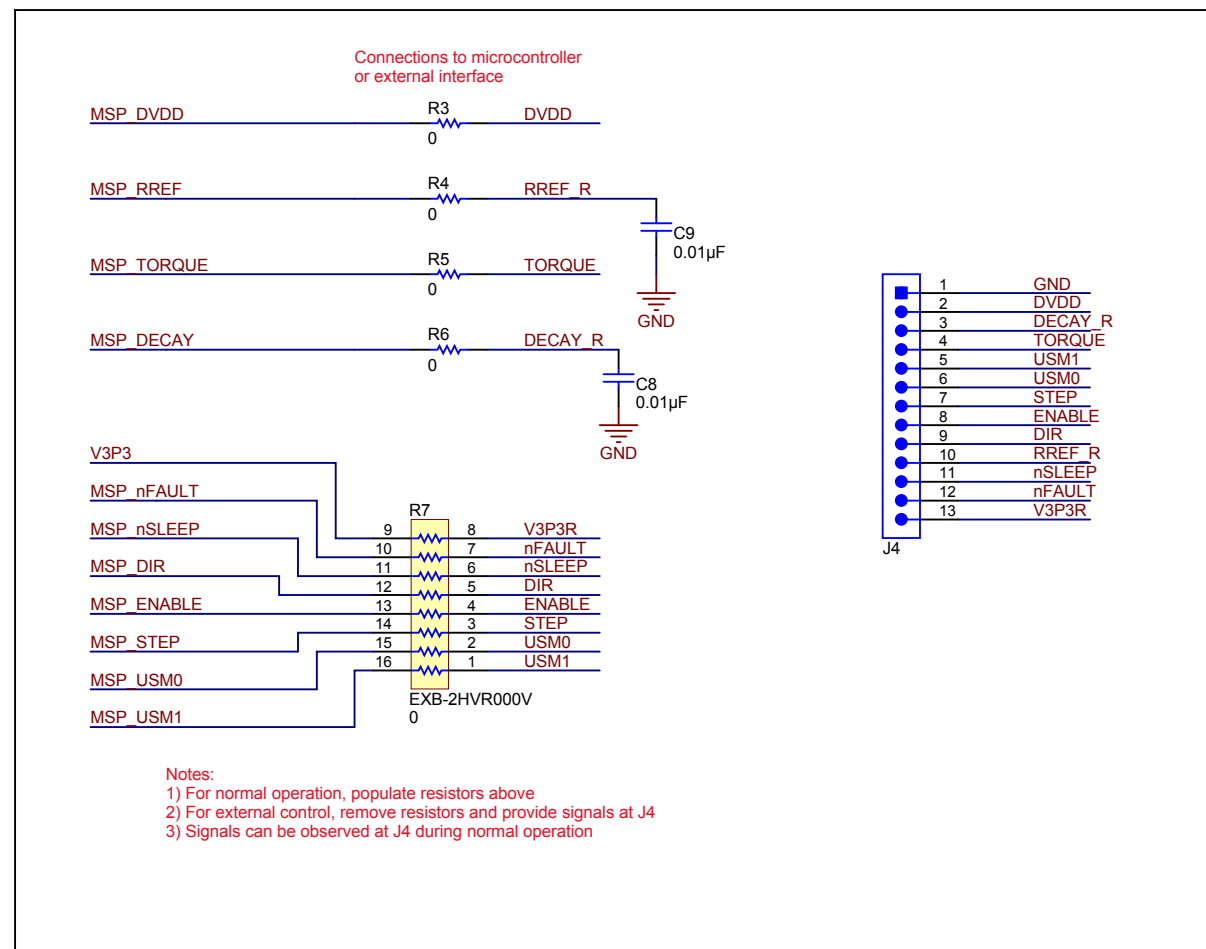 Connections to microcontroller
or external interface
MSP_DVDD R3 DVDD
0
MSP_RREF R4 RREF_R
0
C9
0.01µF
GND
MSP_TORQUE R5 TORQUE
0
MSP_DECAY R6 DECAY_R
0
C8
0.01µF
GND
V3P3
MSP_nFAULT
MSP_nSLEEP
MSP_DIR
MSP_ENABLE
MSP_STEP
MSP_USM0
MSP_USM1
R7
9 8 V3P3R
10 7 nFAULT
11 6 nSLEEP
12 5 DIR
13 4 ENABLE
14 3 STEP
15 2 USM0
16 1 USM1
EXB-2HVR000V
0
1 GND
2 DVDD
3 DECAY_R
4 TORQUE
5 USM1
6 USM0
7 STEP
8 ENABLE
9 DIR
10 RREF_R
11 nSLEEP
12 nFAULT
13 V3P3R
J4
Notes:
1) For normal operation, populate resistors above
2) For external control, remove resistors and provide signals at J4
3) Signals can be observed at J4 during normal operation